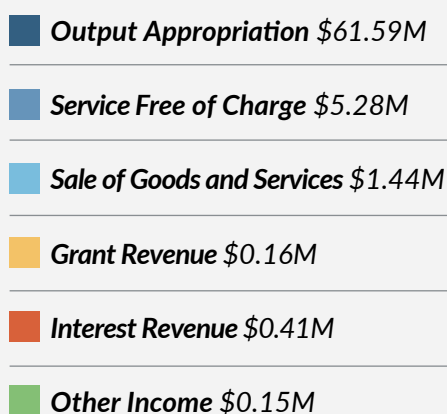 Output Appropriation $61.59M
Service Free of Charge $5.28M
Sale of Goods and Services $1.44M
Grant Revenue $0.16M
Interest Revenue $0.41M
Other Income $0.15M